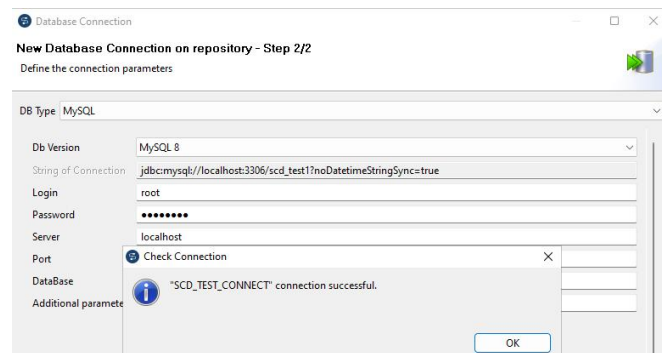 Database Connection
New Database Connection on repository - Step 2/2
Define the connection parameters
DB Type MySQL
Db Version MySQL 8
String of Connection jdbc:mysql://localhost:3306/scd_test1?noDatetimeStringSync=true
Login root
Password ●●●●●●●●
Server localhost
Port
Check Connection
DataBase
"SCD_TEST_CONNECT" connection successful.
Additional paramete
OK